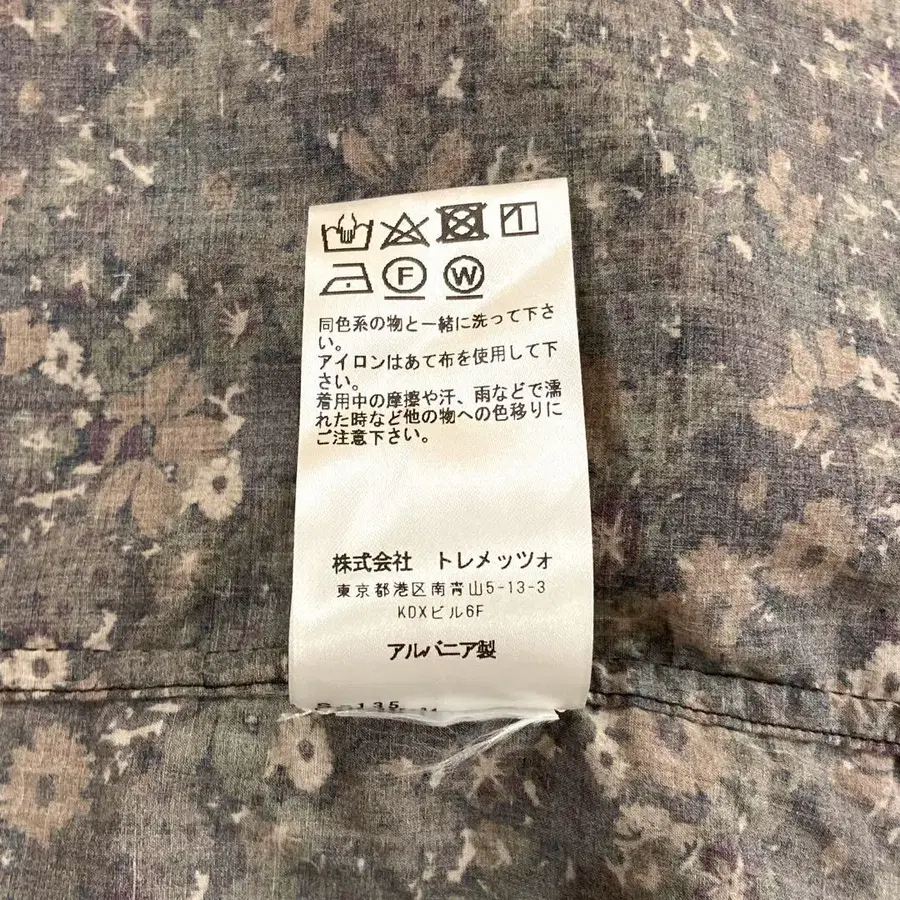 F W
同色系の物と一緒に洗って下さ
い。
アイロンはあて布を使用して下
さい。
着用中の摩擦や汗、雨などで濡
れた時など他の物への色移りに
ご注意下さい。
株式会社 トレメッツォ
東京都港区南青山5-13-3
KDXビル6F
アルバニア製